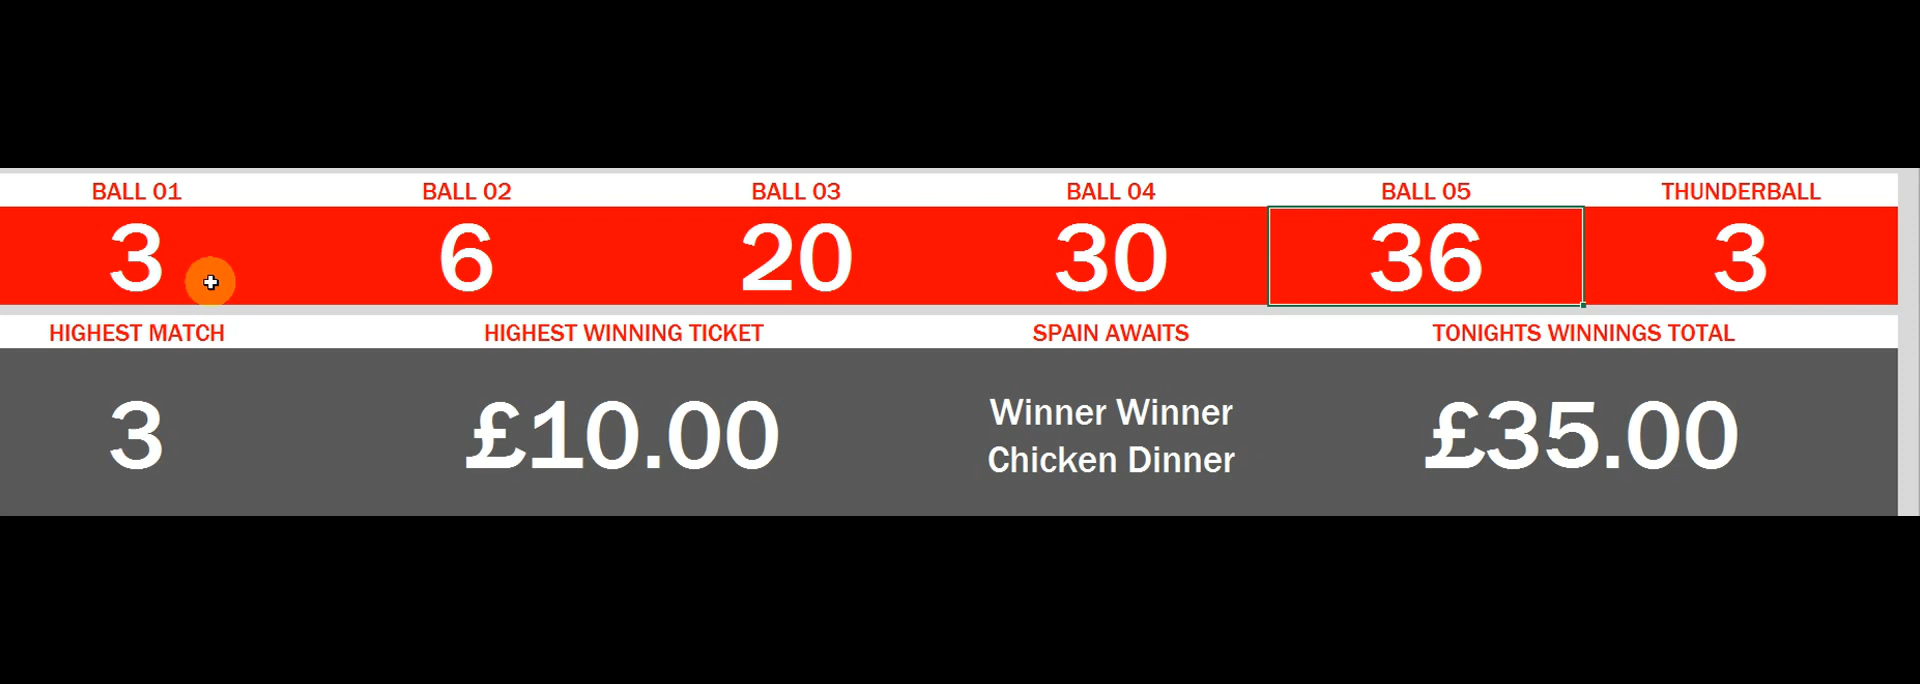 BALL 01 BALL 02 BALL 03 BALL 04 BALL 05 THUNDERBALL
3 6 20 30 36 3
HIGHEST MATCH HIGHEST WINNING TICKET SPAIN AWAITS TONIGHTS WINNINGS TOTAL
3 £10.00 Winner Winner
Chicken Dinner £35.00